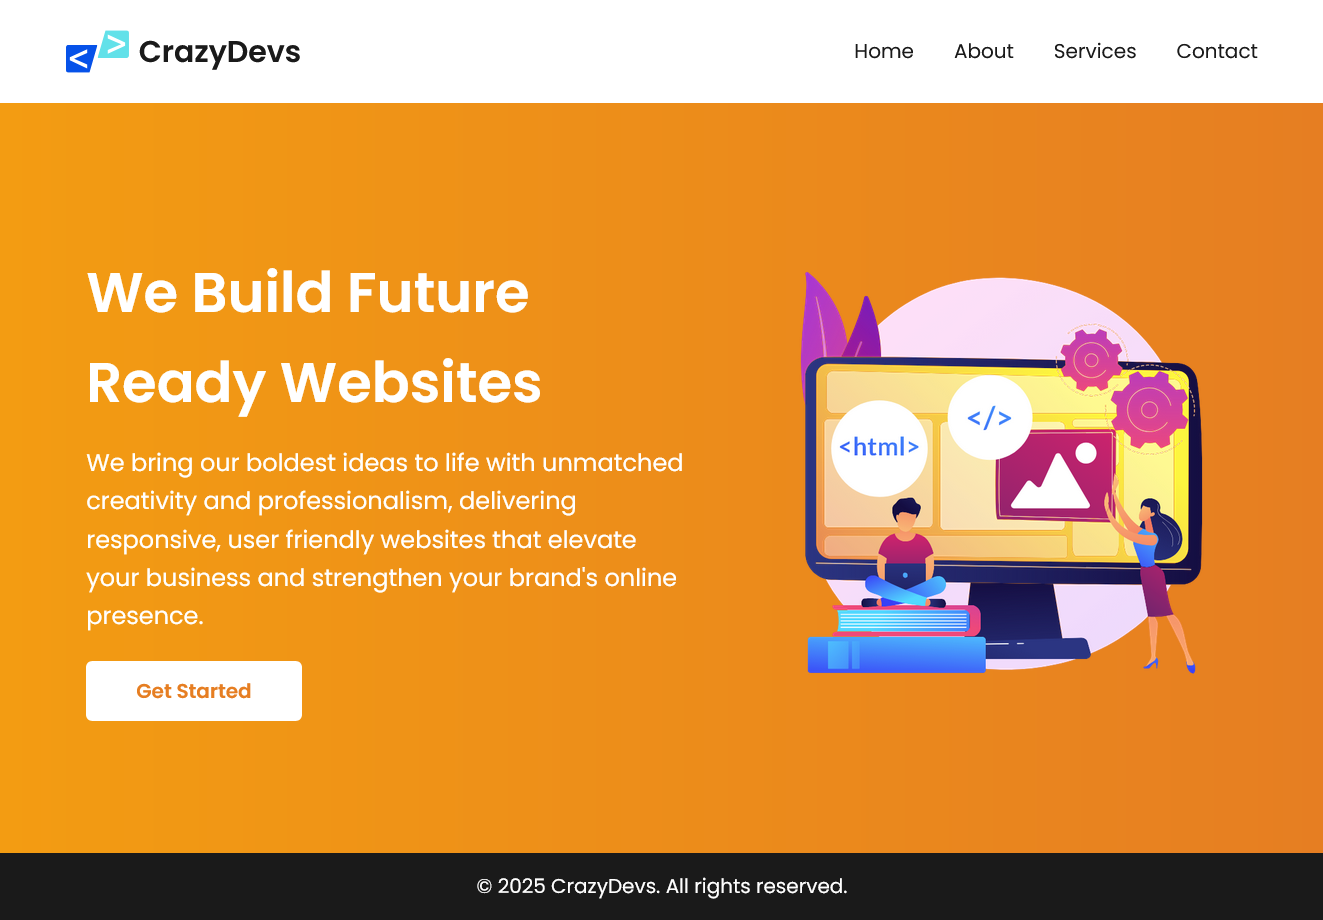 < > CrazyDevs
Home About Services Contact
We Build Future
Ready Websites
We bring our boldest ideas to life with unmatched
creativity and professionalism, delivering
responsive, user friendly websites that elevate
your business and strengthen your brand's online
presence.
Get Started
</>
<html>
© 2025 CrazyDevs. All rights reserved.